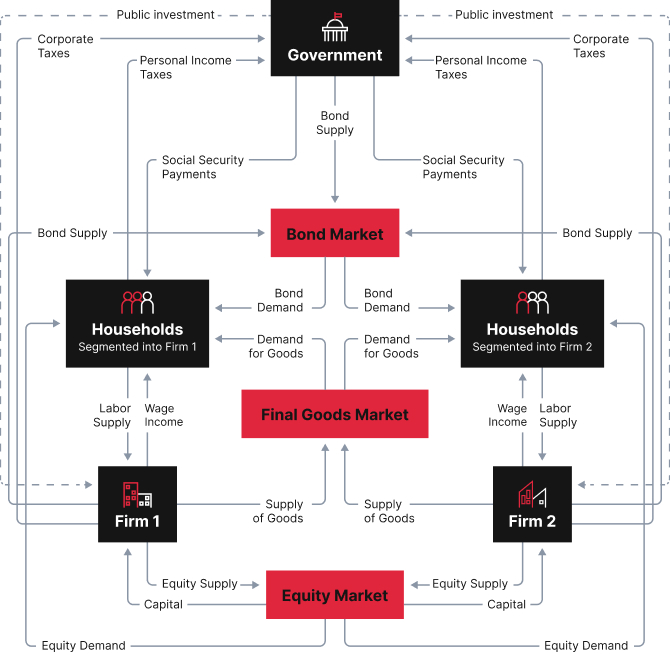 Public investment
Public investment
Corporate
Taxes
Personal Income
Taxes
Government
Personal Income
Taxes
Corporate
Taxes
Bond
Supply
Social Security
Payments
Social Security
Payments
Bond Supply
Bond Market
Bond Supply
Bond
Demand
Bond
Demand
Households
Segmented into Firm 1
Demand
for Goods
Demand
for Goods
Households
Segmented into Firm 2
Labor
Supply
Wage
Income
Final Goods Market
Wage
Income
Labor
Supply
Firm 1
Supply
of Goods
Supply
of Goods
Firm 2
Equity Supply
Capital
Equity Market
Equity Supply
Capital
Equity Demand
Equity Demand